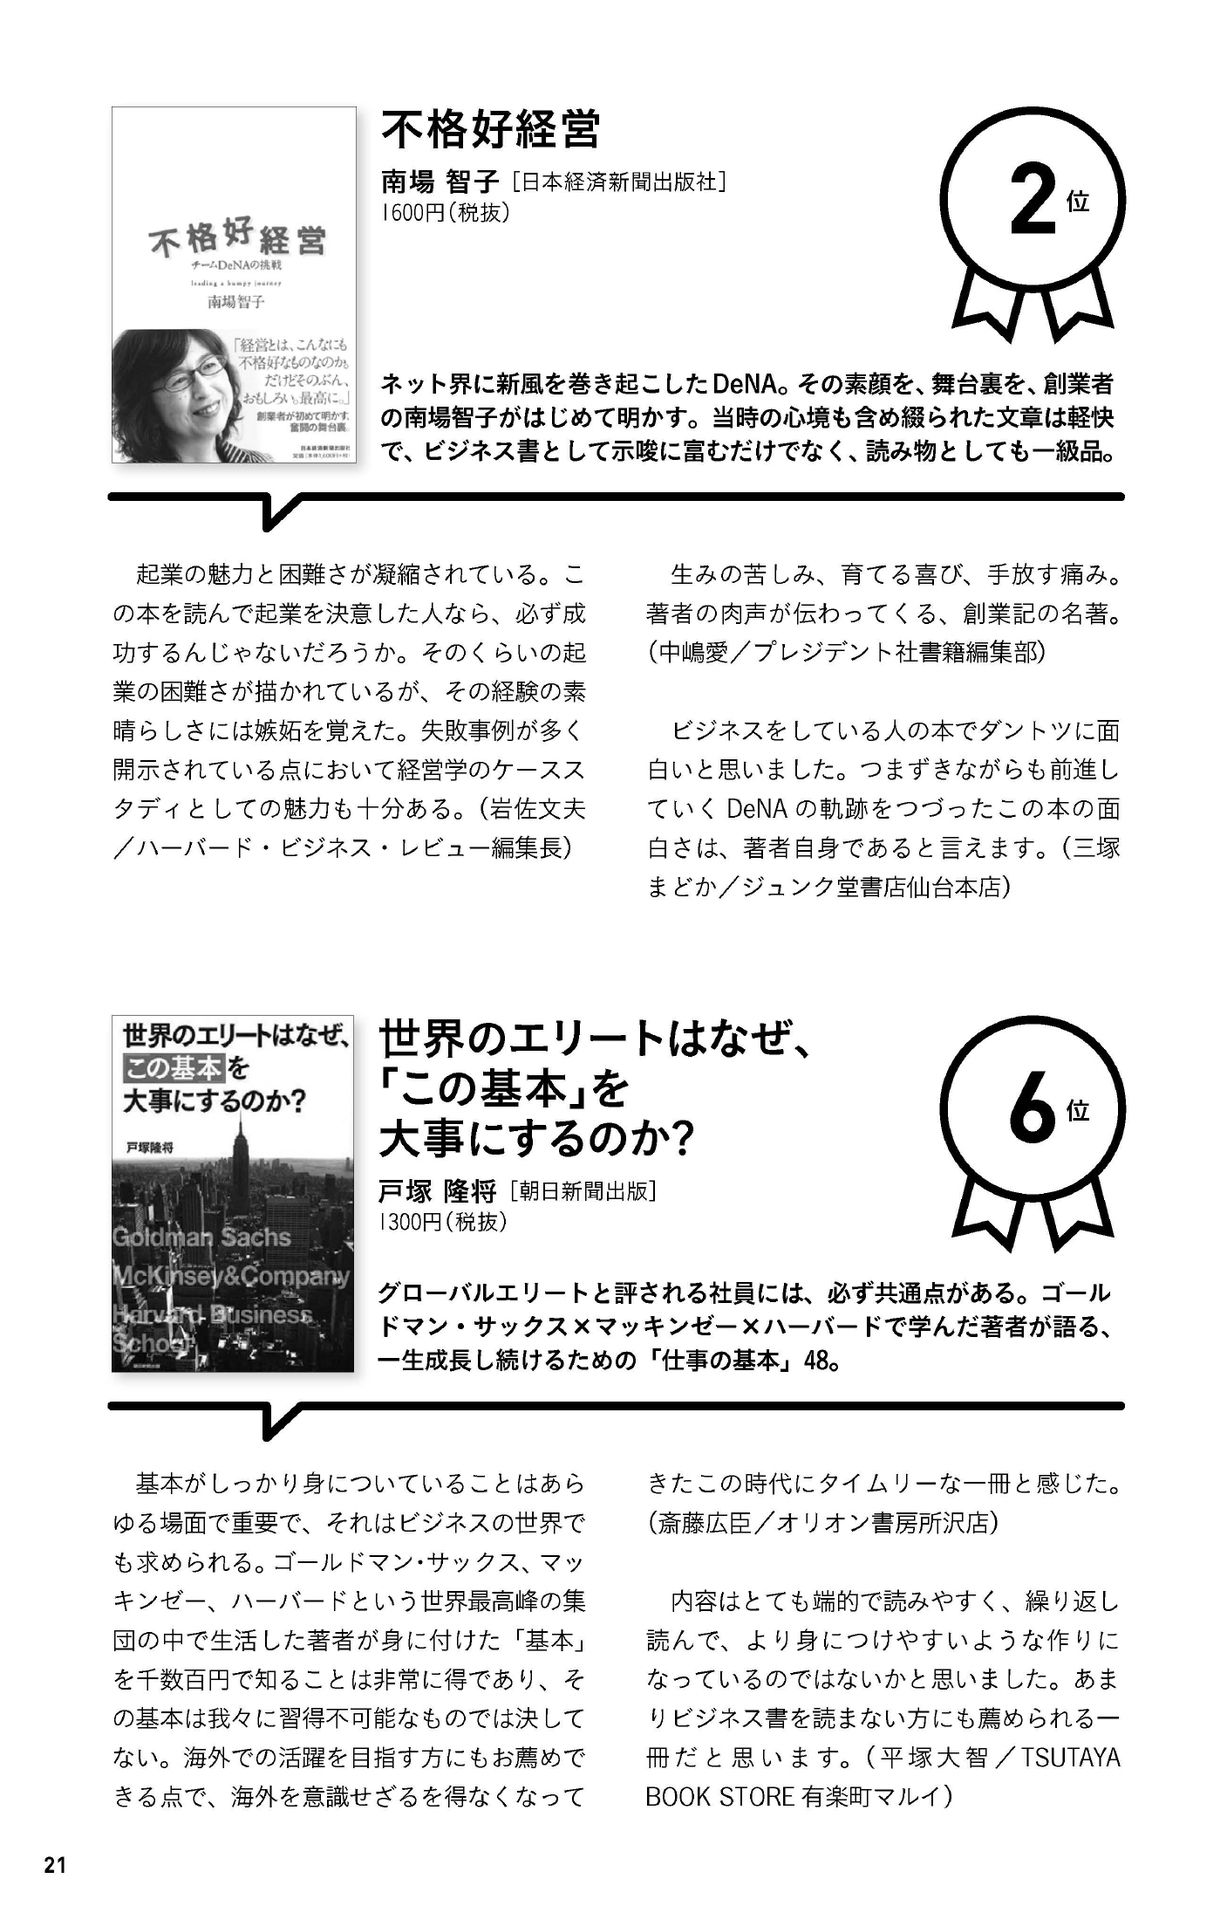 不格好経営
チームDeNAの挑戦
leading a bumpy journey
南場智子
「経営とは、こんなにも
不格好なものなのか。
だけどそのぶん、
おもしろい。最高に。」
創業者が初めて明かす、
奮闘の舞台裏。
日本経済新聞出版社
不格好経営
南場 智子［日本経済新聞出版社］
1600円（税抜）
2位
ネット界に新風を巻き起こしたDeNA。その素顔を、舞台裏を、創業者
の南場智子がはじめて明かす。当時の心境も含め綴られた文章は軽快
で、ビジネス書として示唆に富むだけでなく、読み物としても一級品。
起業の魅力と困難さが凝縮されている。こ
の本を読んで起業を決意した人なら、必ず成
功するんじゃないだろうか。そのくらいの起
業の困難さが描かれているが、その経験の素
晴らしさには嫉妬を覚えた。失敗事例が多く
開示されている点において経営学のケースス
タディとしての魅力も十分ある。（岩佐文夫
／ハーバード・ビジネス・レビュー編集長）
生みの苦しみ、育てる喜び、手放す痛み。
著者の肉声が伝わってくる、創業記の名著。
（中嶋愛／プレジデント社書籍編集部）
ビジネスをしている人の本でダントツに面
白いと思いました。つまずきながらも前進し
ていく DeNA の軌跡をつづったこの本の面
白さは、著者自身であると言えます。（三塚
まどか／ジュンク堂書店仙台本店）
世界のエリートはなぜ、
この基本を
大事にするのか？
戸塚隆将
Goldman Sachs
McKinsey&Company
Harvard Business
School
朝日新聞出版
世界のエリートはなぜ、
「この基本」を
大事にするのか？
戸塚 隆将［朝日新聞出版］
1300円（税抜）
6位
グローバルエリートと評される社員には、必ず共通点がある。ゴール
ドマン・サックス×マッキンゼー×ハーバードで学んだ著者が語る、
一生成長し続けるための「仕事の基本」48。
基本がしっかり身についていることはあら
ゆる場面で重要で、それはビジネスの世界で
も求められる。ゴールドマン・サックス、マッ
キンゼー、ハーバードという世界最高峰の集
団の中で生活した著者が身に付けた「基本」
を千数百円で知ることは非常に得であり、そ
の基本は我々に習得不可能なものでは決して
ない。海外での活躍を目指す方にもお薦めで
きる点で、海外を意識せざるを得なくなって
きたこの時代にタイムリーな一冊と感じた。
（斎藤広臣／オリオン書房所沢店）
内容はとても端的で読みやすく、繰り返し
読んで、より身につけやすいような作りに
なっているのではないかと思いました。あま
りビジネス書を読まない方にも薦められる一
冊だと思います。（平塚大智／TSUTAYA
BOOK STORE 有楽町マルイ）
21